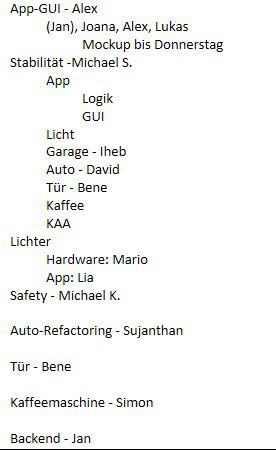 App-GUI - Alex
(Jan), Joana, Alex, Lukas
Mockup bis Donnerstag
Stabilität -Michael S.
App
Logik
GUI
Licht
Garage - Iheb
Auto - David
Tür - Bene
Kaffee
KAA
Lichter
Hardware: Mario
App: Lia
Safety - Michael K.
Auto-Refactoring - Sujanthan
Tür - Bene
Kaffeemaschine - Simon
Backend - Jan